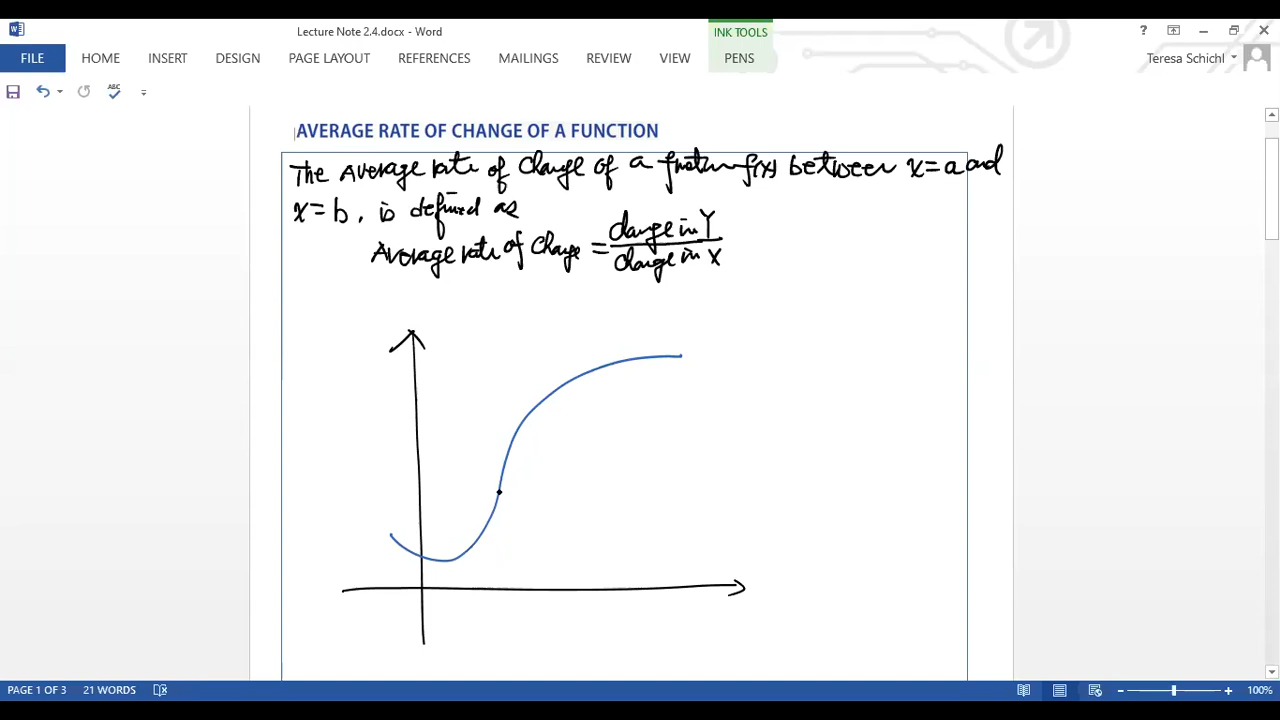 Lecture Note 2.4.docx - Word
INK TOOLS
?
FILE
HOME
INSERT
DESIGN
PAGE LAYOUT
REFERENCES
MAILINGS
REVIEW
VIEW
PENS
Teresa Schichl
ABC
AVERAGE RATE OF CHANGE OF A FUNCTION
The Average rate of change of a function f(x) between x = a and
x = b, is defined as
Average rate of change = change in Y
change in X
PAGE 1 OF 3
21 WORDS
100%